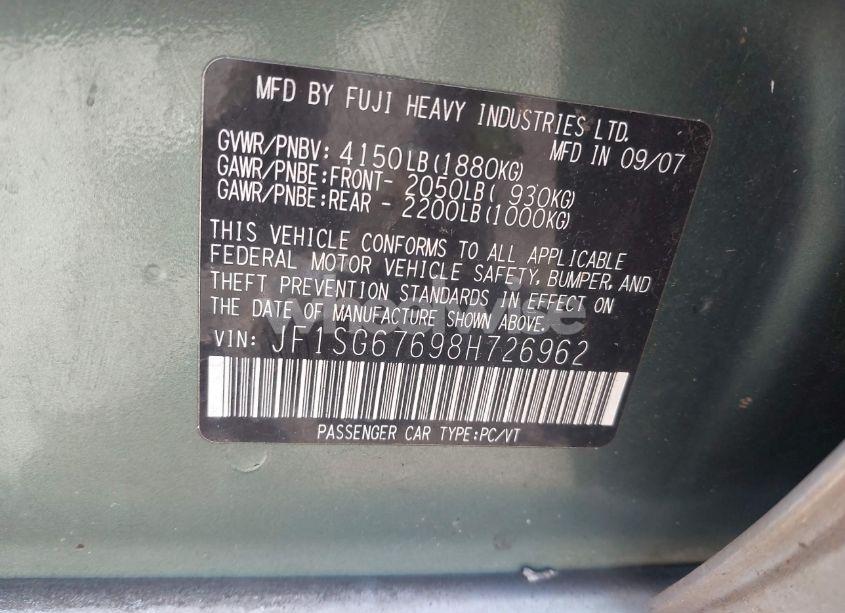 MFD BY FUJI HEAVY INDUSTRIES LTD.
MFD IN 09/07
GVWR/PNBV: 4150LB(1880KG)
GAWR/PNBE:FRONT- 2050LB( 930KG)
GAWR/PNBE:REAR - 2200LB(1000KG)
THIS VEHICLE CONFORMS TO ALL APPLICABLE
FEDERAL MOTOR VEHICLE SAFETY, BUMPER, AND
THEFT PREVENTION STANDARDS IN EFFECT ON
THE DATE OF MANUFACTURE SHOWN ABOVE.
VIN: JF1SG67698H726962
PASSENGER CAR TYPE:PC/VT